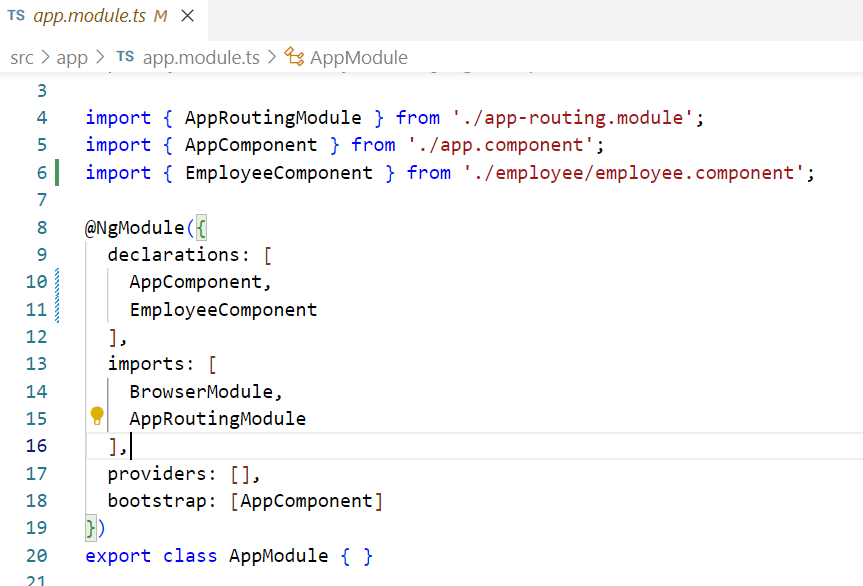 TS app.module.ts M ×
src > app > TS app.module.ts > AppModule
3
4 import { AppRoutingModule } from './app-routing.module';
5 import { AppComponent } from './app.component';
6 import { EmployeeComponent } from './employee/employee.component';
7
8 @NgModule({
9 declarations: [
10 AppComponent,
11 EmployeeComponent
12 ],
13 imports: [
14 BrowserModule,
15 AppRoutingModule
16 ],
17 providers: [],
18 bootstrap: [AppComponent]
19 })
20 export class AppModule { }
21